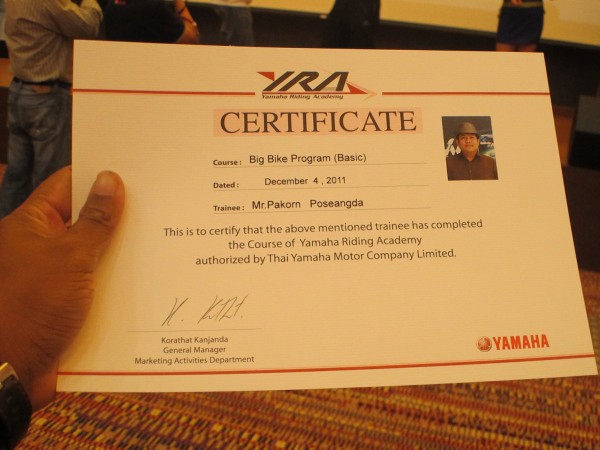 YRA
Yamaha Riding Academy
CERTIFICATE
Course : Big Bike Program (Basic)
Dated : December 4 , 2011
Trainee : Mr.Pakorn Poseangda
This is to certify that the above mentioned trainee has completed
the Course of Yamaha Riding Academy
authorized by Thai Yamaha Motor Company Limited.
Korathat Kanjanda
General Manager
Marketing Activities Department
YAMAHA